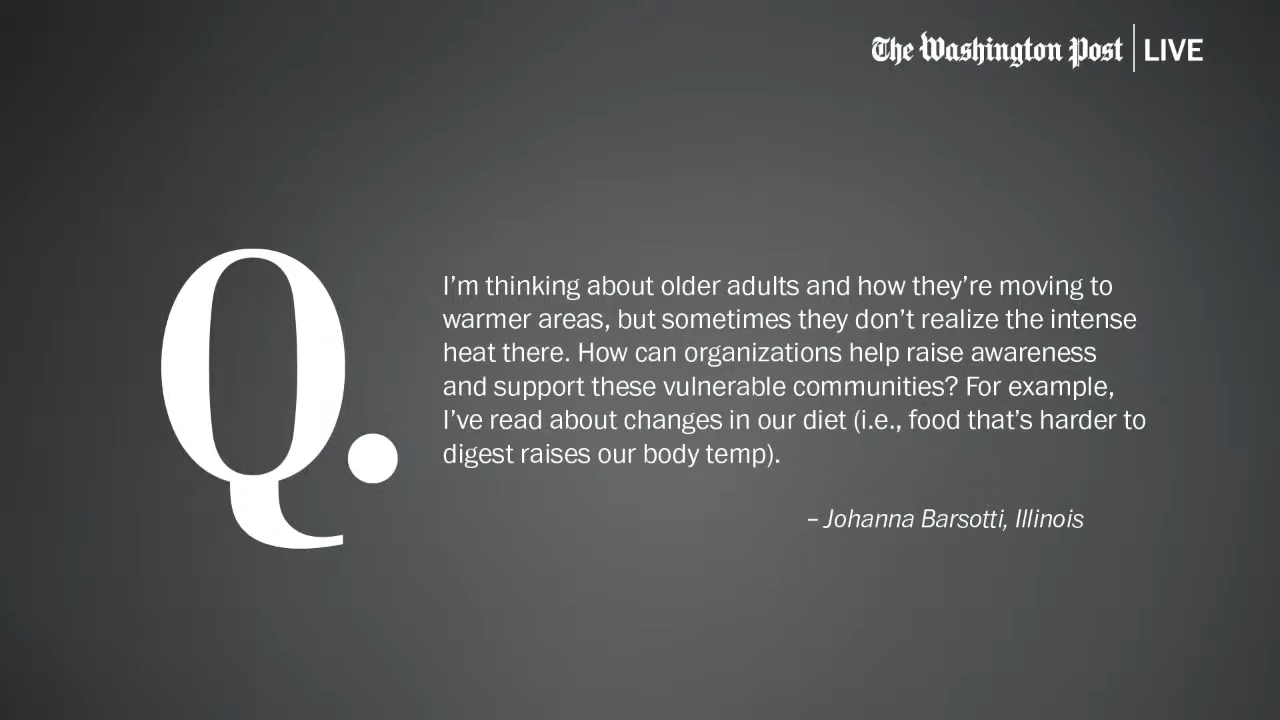 The Washington Post | LIVE
Q.
I’m thinking about older adults and how they’re moving to
warmer areas, but sometimes they don’t realize the intense
heat there. How can organizations help raise awareness
and support these vulnerable communities? For example,
I’ve read about changes in our diet (i.e., food that’s harder to
digest raises our body temp).
– Johanna Barsotti, Illinois